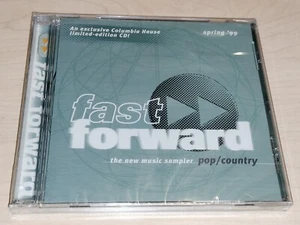 An exclusive Columbia House
limited-edition CD!
spring/99
fast
forward
the new music sampler. pop/country
fast forward